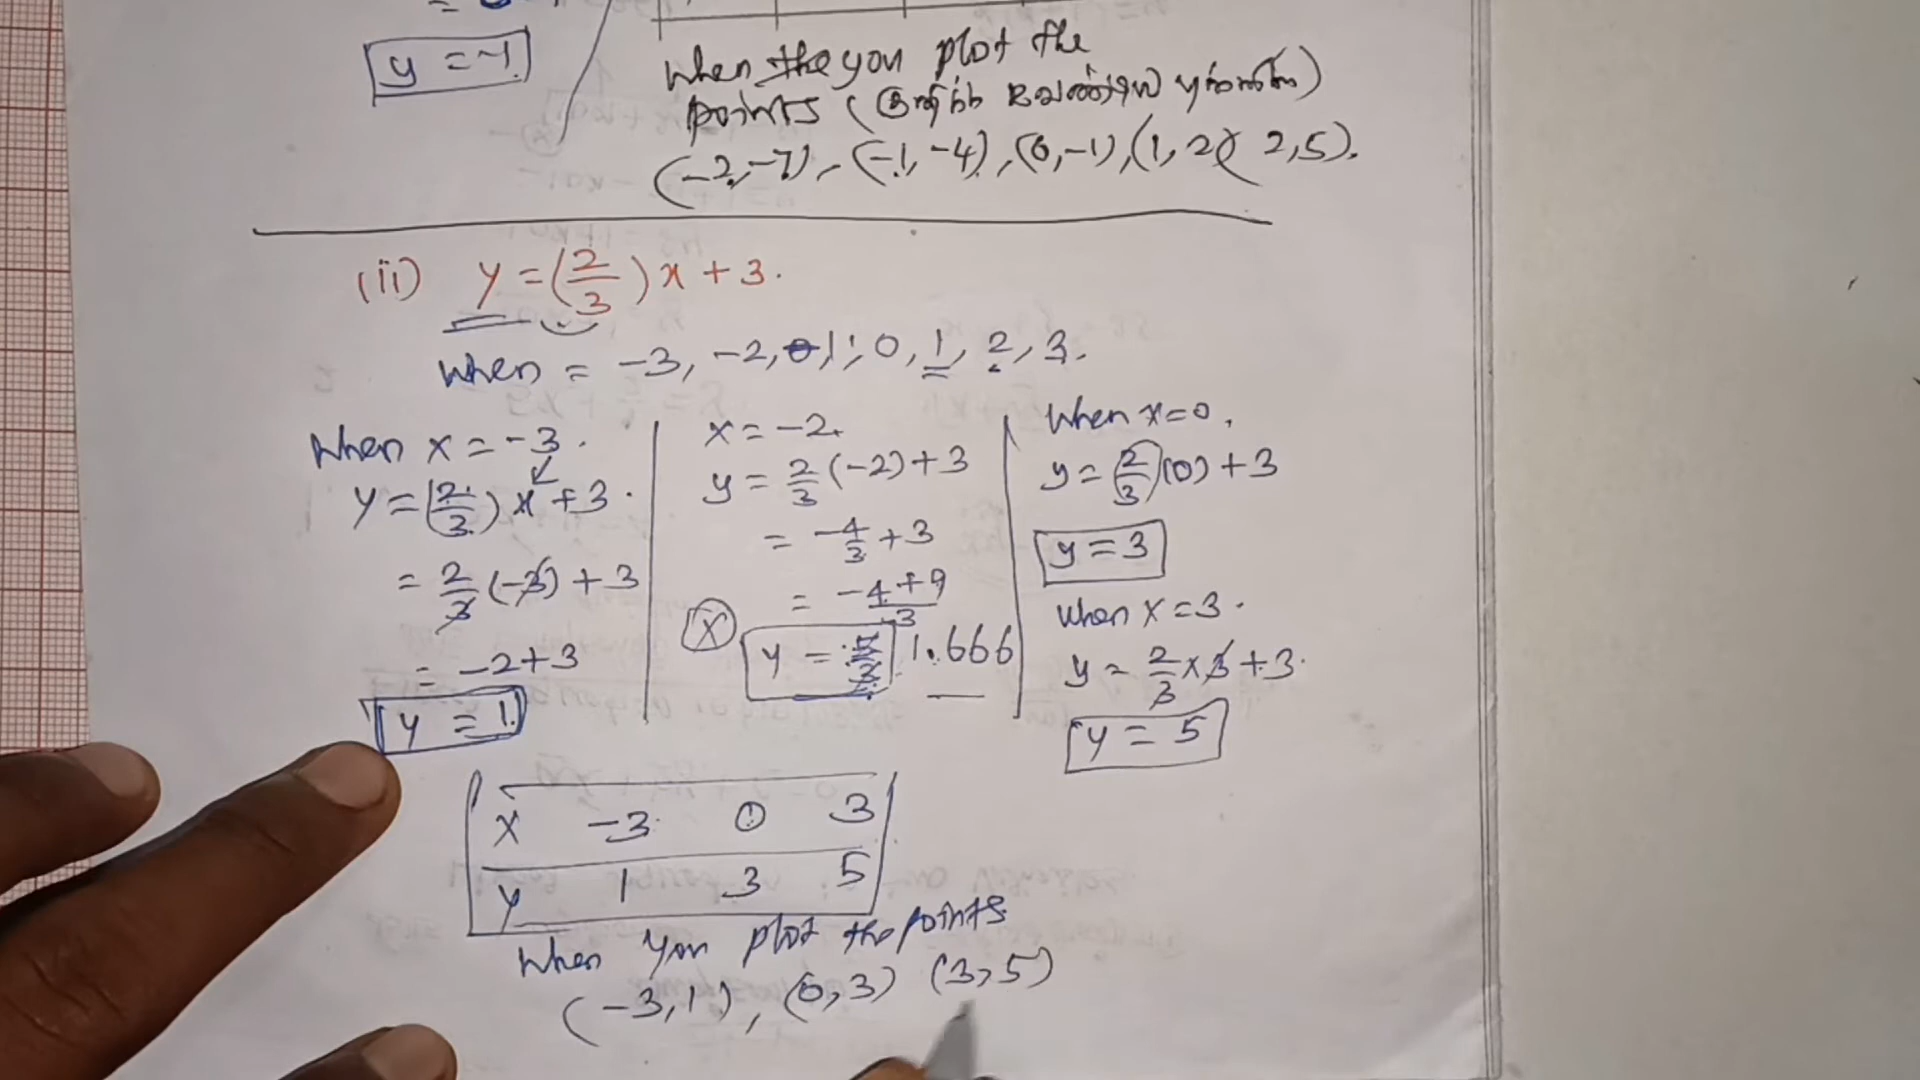 y = -1
when the you plot the
points (குறிக்க வேண்டிய புள்ளிகள்)
(-2,-7), (-1,-4), (0,-1), (1,2)( 2,5).
(ii) y = (2/3) x + 3.
when = -3, -2, 0, 1, 2, 3.
When x = -3.
y = (2/3) x + 3.
= 2/3 (-3) + 3
= -2+3
y = 1
x = -2
y = 2/3 (-2) + 3
= -4/3 + 3
= -4+9/3
x
y = 5/3 1.666
When x=0,
y = (2/3)(0) + 3
y = 3
when x = 3.
y = 2/3 x 3 + 3.
y = 5
x -3 0 3
y 1 3 5
when you plot the points
(-3,1), (0,3) (3,5)